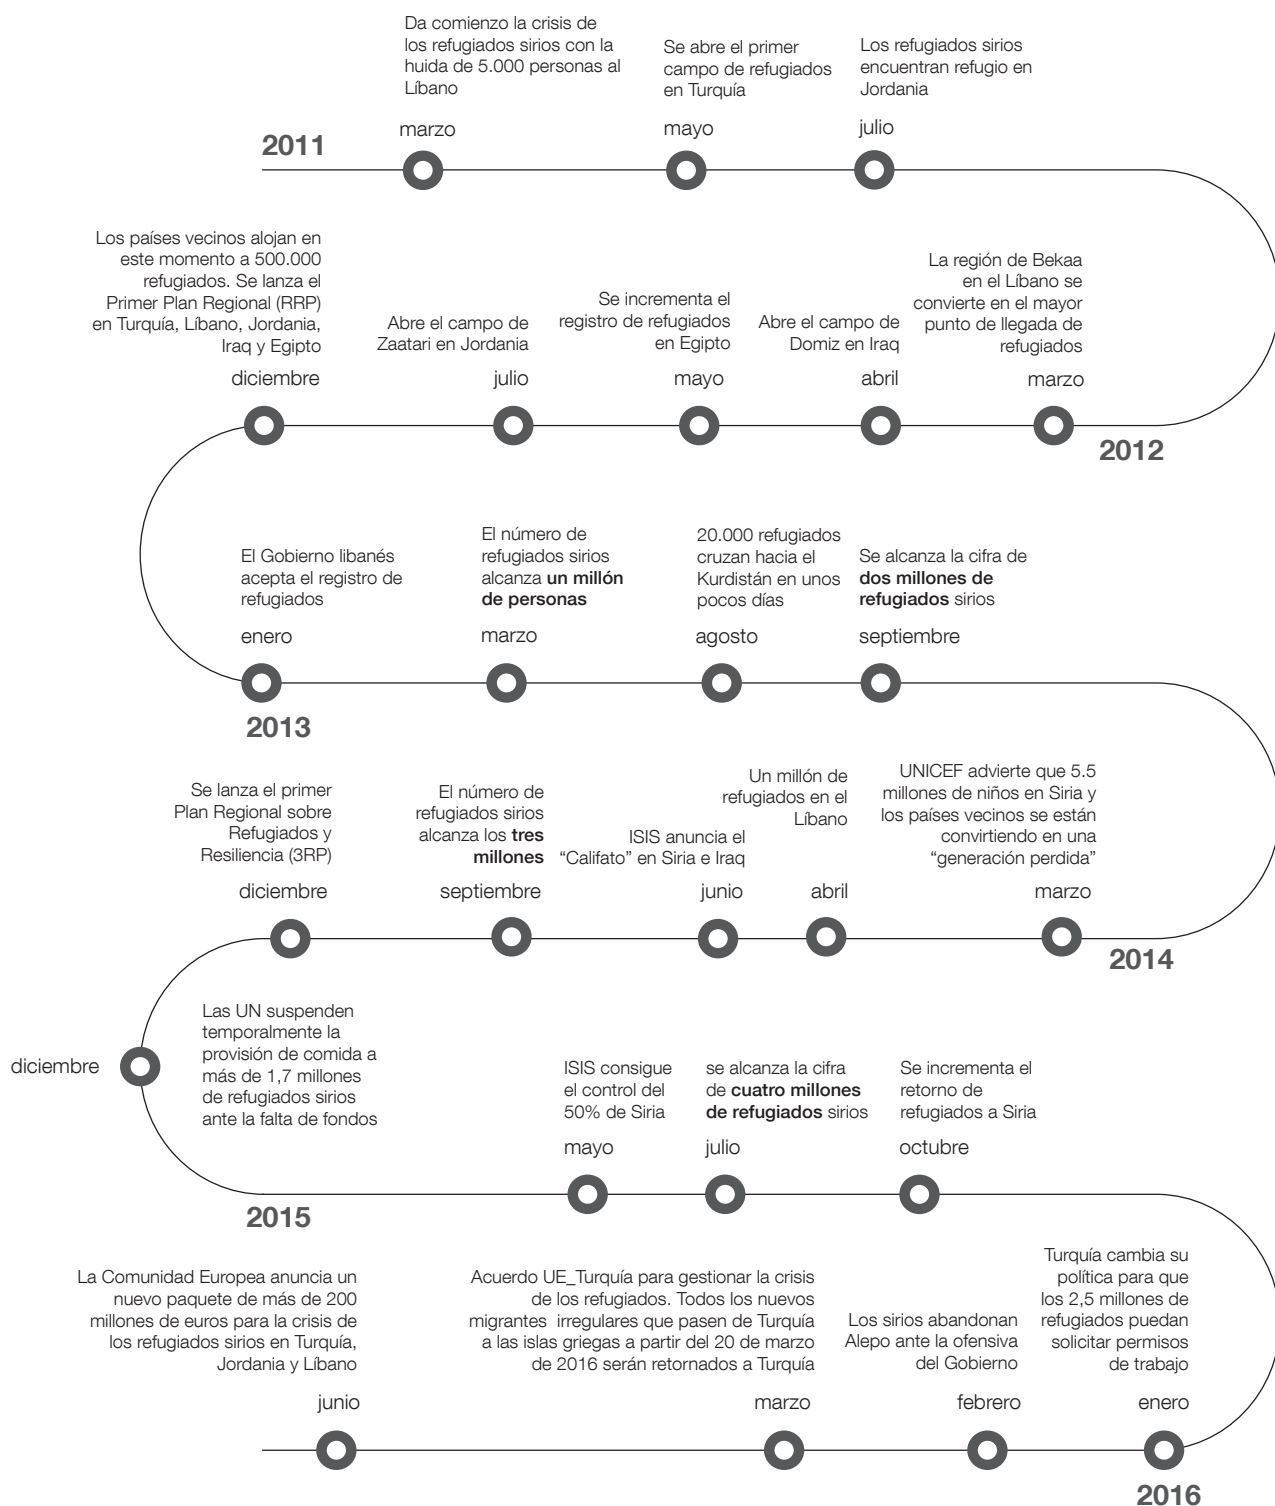 2011
Da comienzo la crisis de
los refugiados sirios con la
huida de 5.000 personas al
Líbano
marzo
Se abre el primer
campo de refugiados
en Turquía
mayo
Los refugiados sirios
encuentran refugio en
Jordania
julio
2012
La región de Bekaa
en el Líbano se
convierte en el mayor
punto de llegada de
refugiados
marzo
Abre el campo de
Domiz en Iraq
abril
Se incrementa el
registro de refugiados
en Egipto
mayo
Abre el campo de
Zaatari en Jordania
julio
Los países vecinos alojan en
este momento a 500.000
refugiados. Se lanza el
Primer Plan Regional (RRP)
en Turquía, Líbano, Jordania,
Iraq y Egipto
diciembre
2013
El Gobierno libanés
acepta el registro de
refugiados
enero
El número de
refugiados sirios
alcanza un millón
de personas
marzo
20.000 refugiados
cruzan hacia el
Kurdistán en unos
pocos días
agosto
Se alcanza la cifra de
dos millones de
refugiados sirios
septiembre
2014
UNICEF advierte que 5.5
millones de niños en Siria y
los países vecinos se están
convirtiendo en una
“generación perdida”
marzo
Un millón de
refugiados en el
Líbano
abril
ISIS anuncia el
“Califato” en Siria e Iraq
junio
El número de
refugiados sirios
alcanza los tres
millones
septiembre
Se lanza el primer
Plan Regional sobre
Refugiados y
Resiliencia (3RP)
diciembre
diciembre
Las UN suspenden
temporalmente la
provisión de comida a
más de 1,7 millones
de refugiados sirios
ante la falta de fondos
2015
ISIS consigue
el control del
50% de Siria
mayo
se alcanza la cifra
de cuatro millones
de refugiados sirios
julio
Se incrementa el
retorno de
refugiados a Siria
octubre
2016
Turquía cambia su
política para que
los 2,5 millones de
refugiados puedan
solicitar permisos
de trabajo
enero
Los sirios abandonan
Alepo ante la ofensiva
del Gobierno
febrero
Acuerdo UE_Turquía para gestionar la crisis
de los refugiados. Todos los nuevos
migrantes irregulares que pasen de Turquía
a las islas griegas a partir del 20 de marzo
de 2016 serán retornados a Turquía
marzo
La Comunidad Europea anuncia un
nuevo paquete de más de 200
millones de euros para la crisis de
los refugiados sirios en Turquía,
Jordania y Líbano
junio